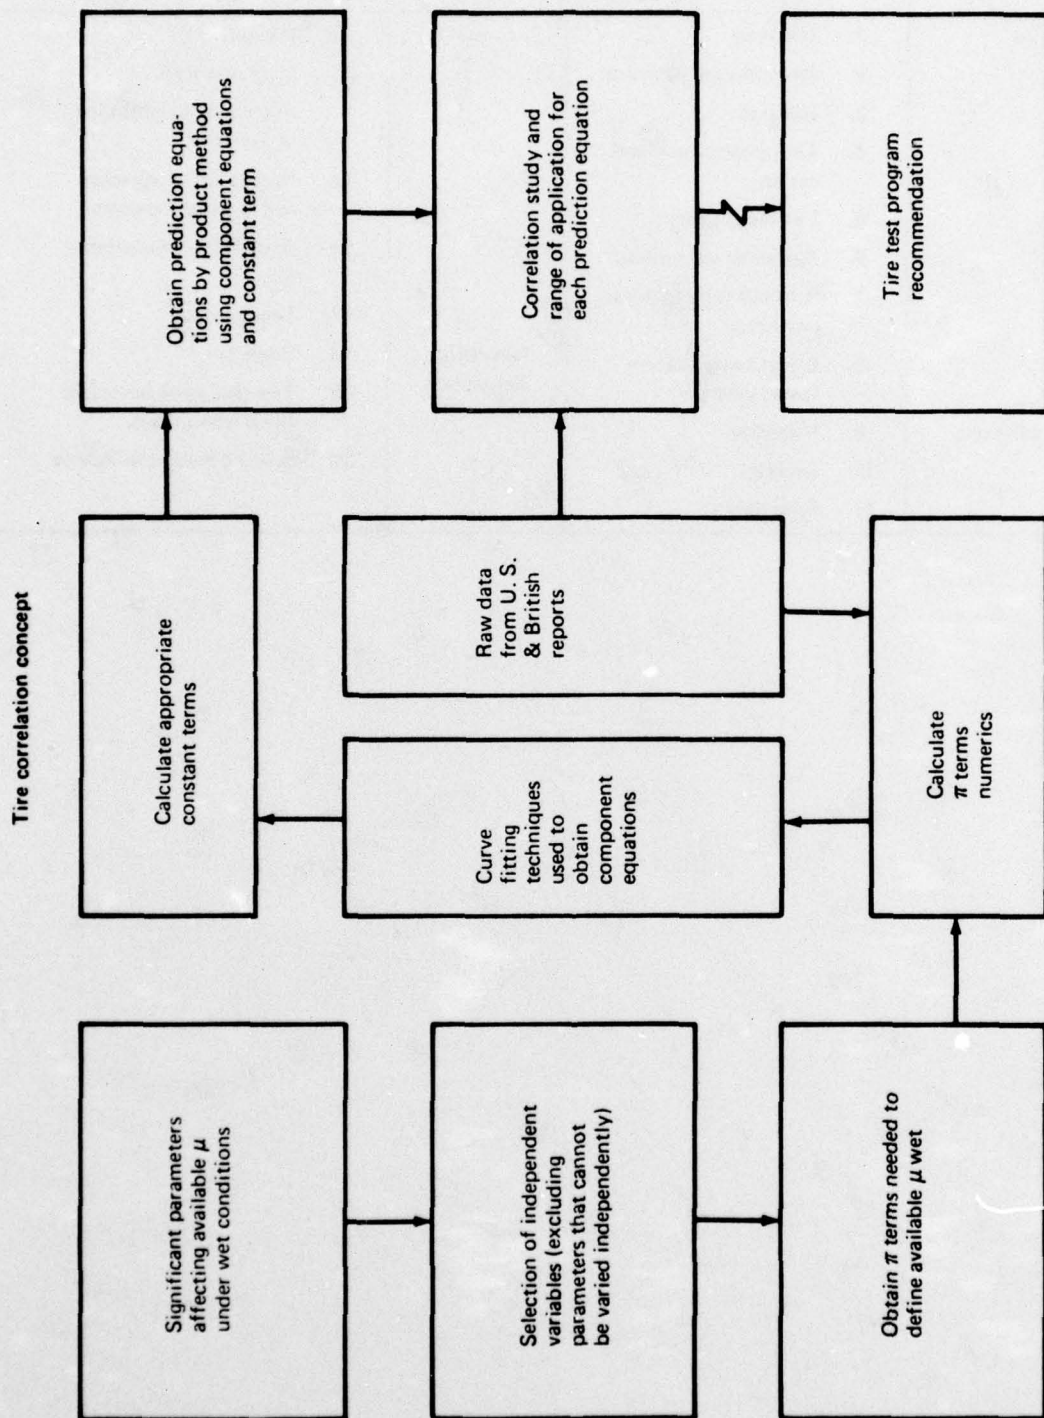 Tire correlation concept
Significant parameters
affecting available μ
under wet conditions
Selection of independent
variables (excluding
parameters that cannot
be varied independently)
Obtain π terms needed to
define available μ wet
Calculate
π terms
numerics
Raw data
from U. S.
& British
reports
Curve
fitting
techniques
used to
obtain
component
equations
Calculate appropriate
constant terms
Obtain prediction equa-
tions by product method
using component equations
and constant term
Correlation study and
range of application for
each prediction equation
Tire test program
recommendation